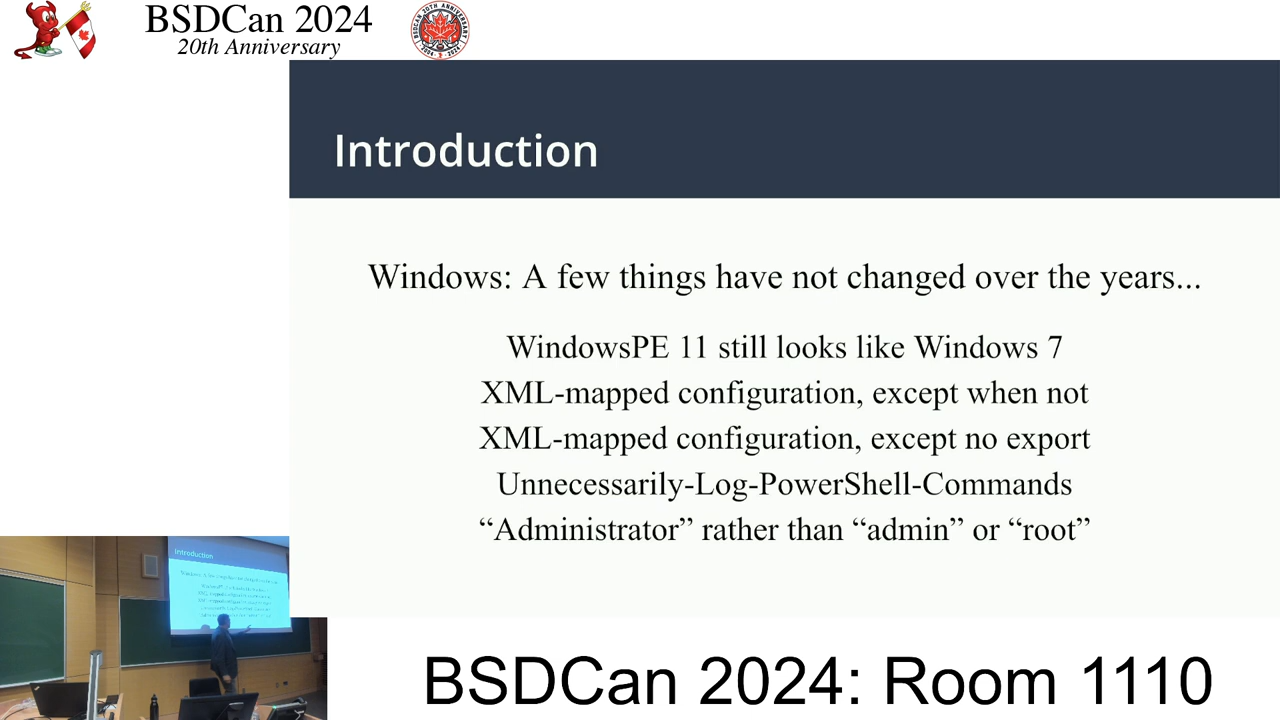 BSDCan 2024
20th Anniversary
Introduction
Windows: A few things have not changed over the years...
WindowsPE 11 still looks like Windows 7
XML-mapped configuration, except when not
XML-mapped configuration, except no export
Unnecessarily-Log-PowerShell-Commands
“Administrator” rather than “admin” or “root”
Introduction
BSDCan 2024: Room 1110